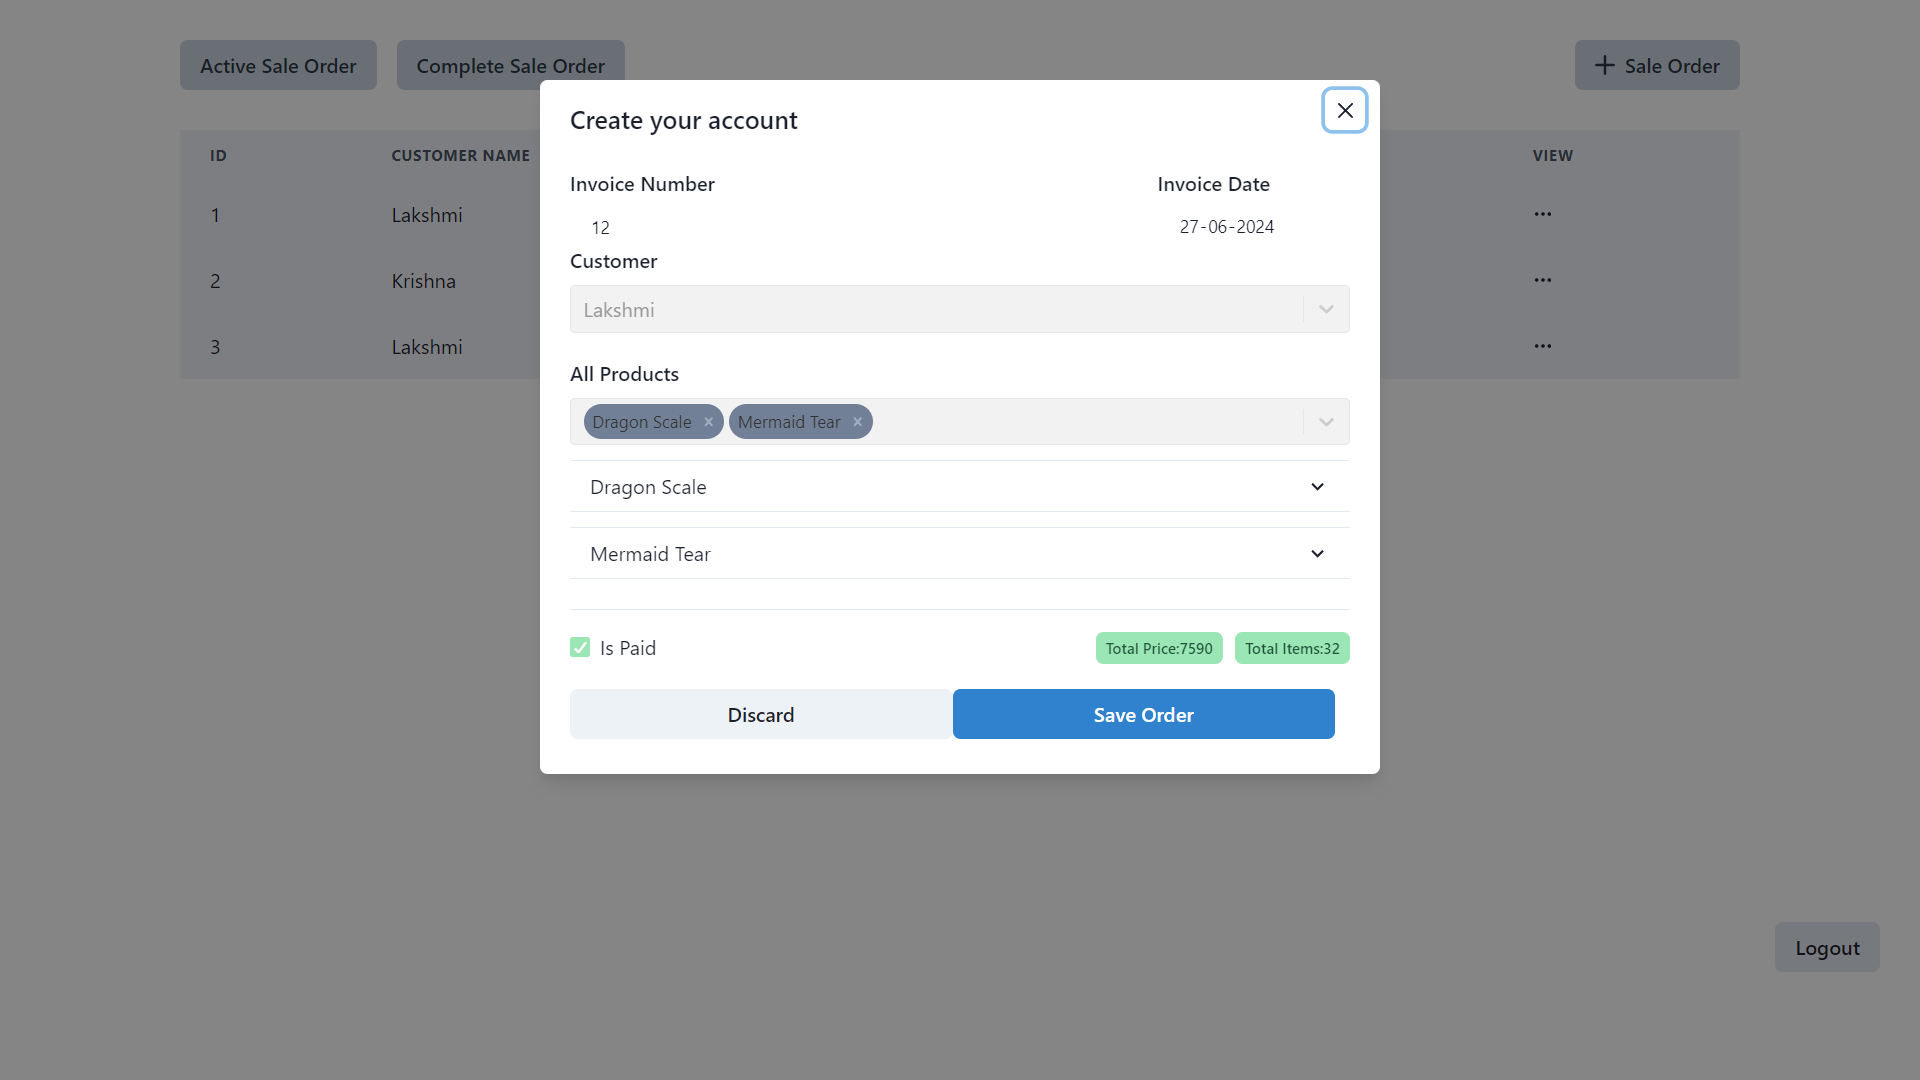 Active Sale Order
Complete Sale Order
Sale Order
ID
CUSTOMER NAME
VIEW
1
Lakshmi
2
Krishna
3
Lakshmi
Create your account
Invoice Number
Invoice Date
12
27-06-2024
Customer
Lakshmi
All Products
Dragon Scale
Mermaid Tear
Dragon Scale
Mermaid Tear
Is Paid
Total Price:7590
Total Items:32
Discard
Save Order
Logout